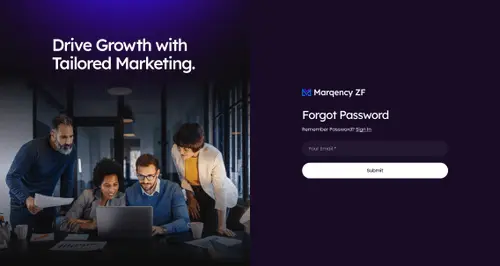 Drive Growth with
Tailored Marketing.
Marqency ZF
Forgot Password
Remember Password? Sign In
Your Email *
Submit